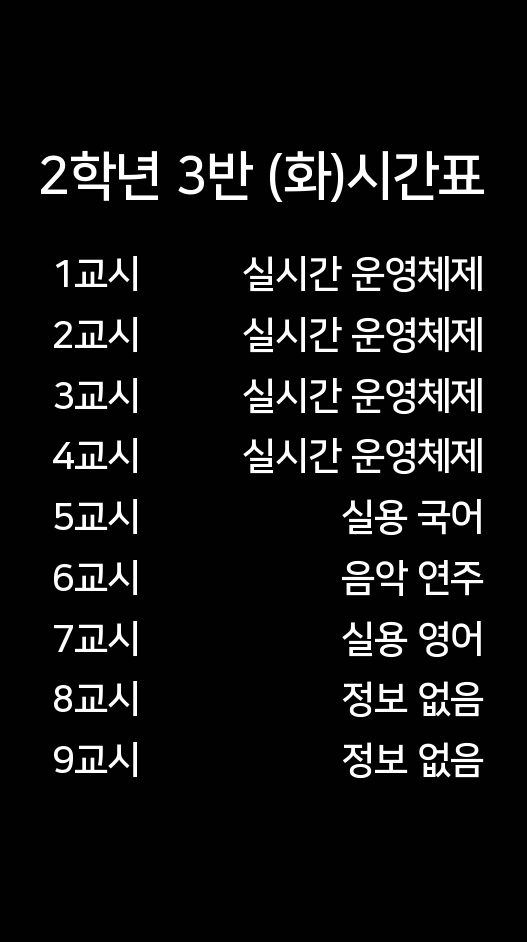 2학년 3반 (화)시간표
1교시 실시간 운영체제
2교시 실시간 운영체제
3교시 실시간 운영체제
4교시 실시간 운영체제
5교시 실용 국어
6교시 음악 연주
7교시 실용 영어
8교시 정보 없음
9교시 정보 없음